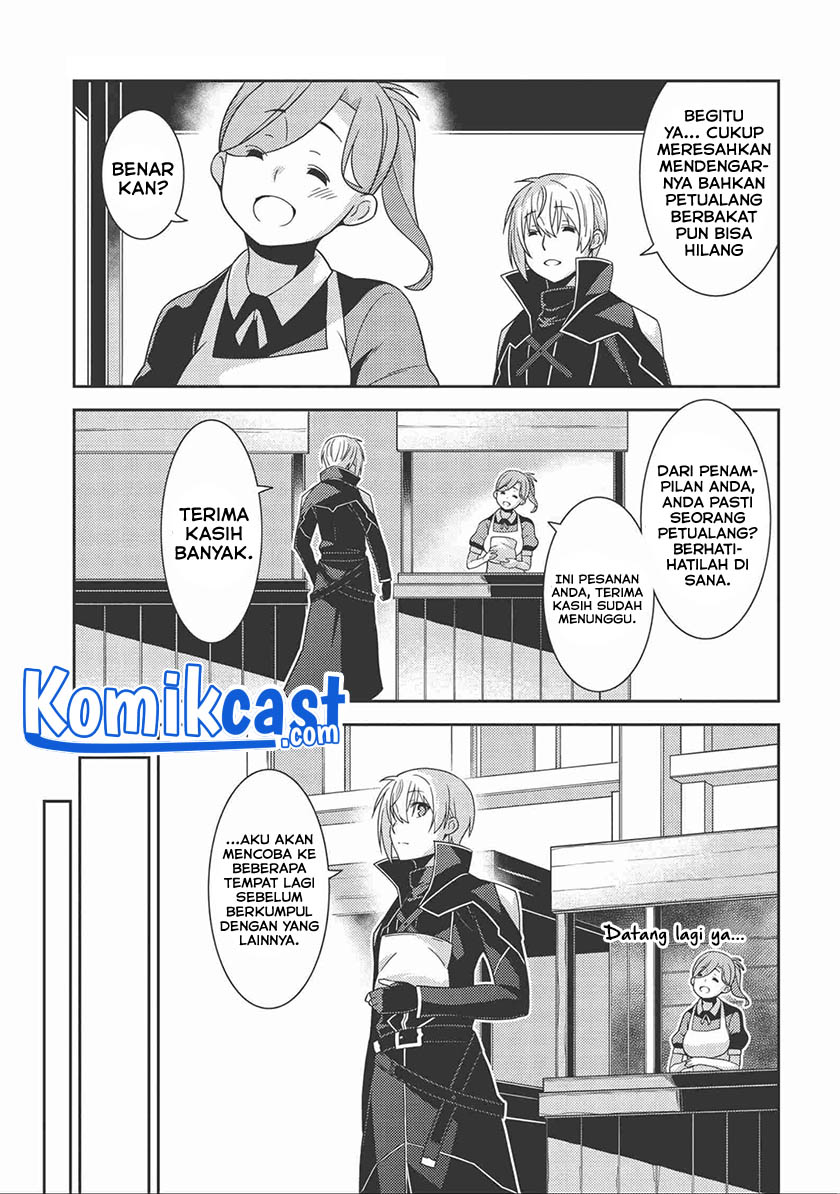 BEGITU
YA... CUKUP
MERESAHKAN
MENDENGAR-
NYA BAHKAN
PETUALANG
BERBAKAT
PUN BISA
HILANG
BENAR
KAN?
DARI PENAM-
PILAN ANDA,
ANDA PASTI
SEORANG
PETUALANG?
BERHATI-
HATILAH DI
SANA.
INI PESANAN
ANDA, TERIMA
KASIH SUDAH
MENUNGGU.
TERIMA
KASIH
BANYAK.
Komikcast
.com
...AKU AKAN
MENCOBA KE
BEBERAPA
TEMPAT LAGI
SEBELUM
BERKUMPUL
DENGAN YANG
LAINNYA.
Datang lagi ya...